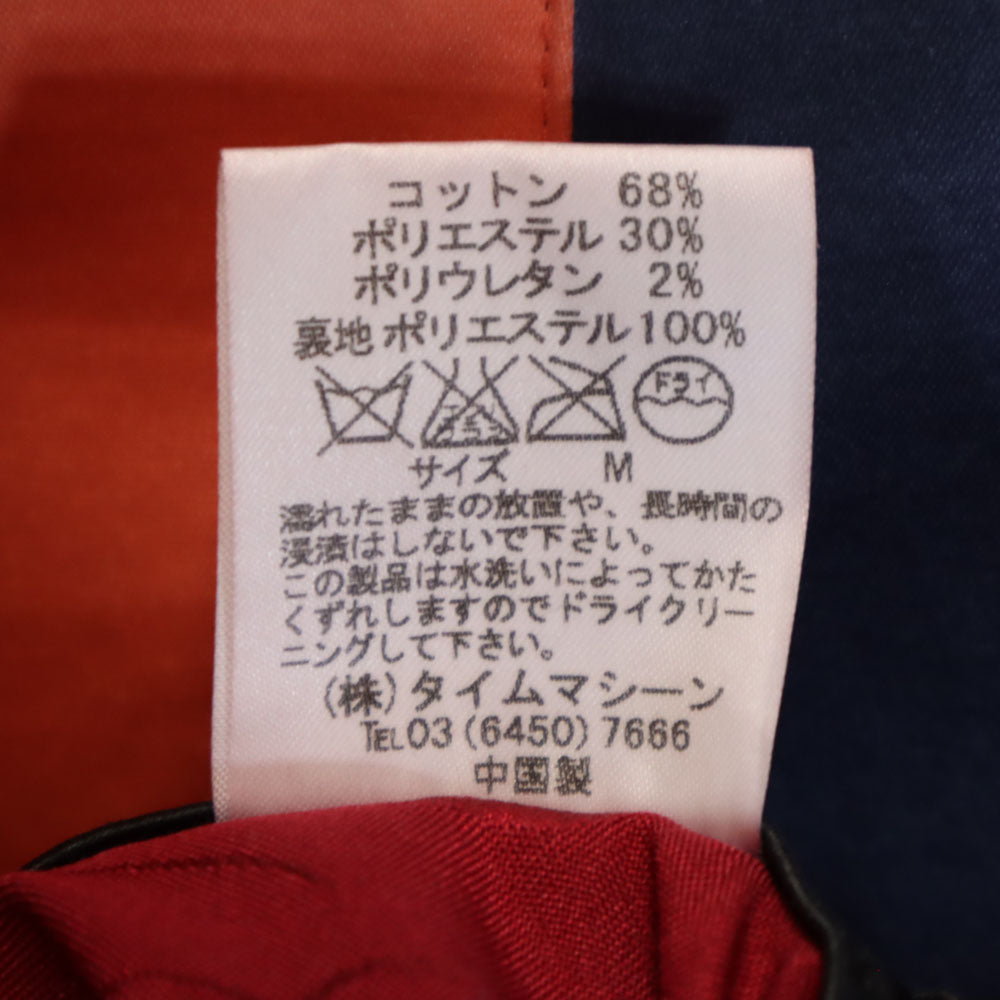 コットン 68%
ポリエステル 30%
ポリウレタン 2%
裏地 ポリエステル 100%
ドライ
サイズ M
濡れたままの放置や、長時間の
浸漬はしないで下さい。
この製品は水洗いによってかた
くずれしますのでドライクリー
ニングして下さい。
(株)タイムマシーン
TEL03(6450)7666
中国製